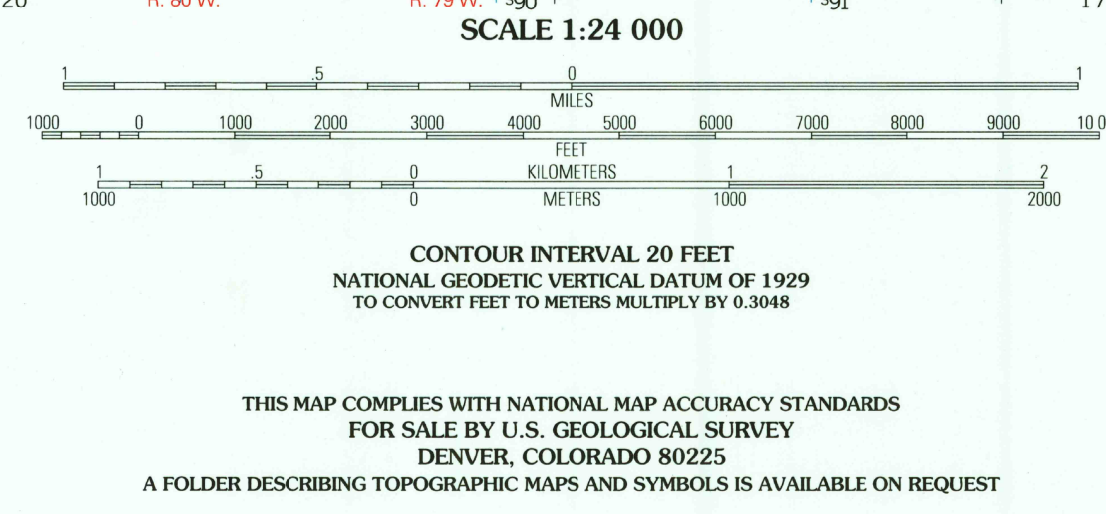 SCALE 1:24 000
1 .5 0 1
MILES
1000 0 1000 2000 3000 4000 5000 6000 7000 8000 9000
FEET
1 .5 0 KILOMETERS 1 2
1000 0 METERS 1000 2000
CONTOUR INTERVAL 20 FEET
NATIONAL GEODETIC VERTICAL DATUM OF 1929
TO CONVERT FEET TO METERS MULTIPLY BY 0.3048
THIS MAP COMPLIES WITH NATIONAL MAP ACCURACY STANDARDS
FOR SALE BY U.S. GEOLOGICAL SURVEY
DENVER, COLORADO 80225
A FOLDER DESCRIBING TOPOGRAPHIC MAPS AND SYMBOLS IS AVAILABLE ON REQUEST